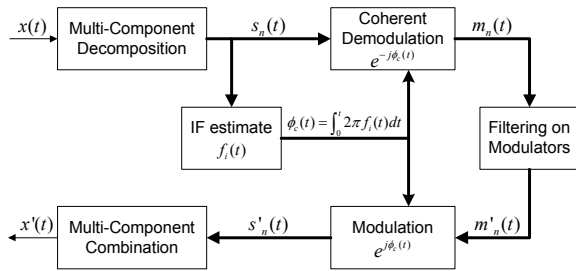 x(t)
Multi-Component
Decomposition
s_n(t)
Coherent
Demodulation
e^{-jϕ_c(t)}
m_n(t)
IF estimate
f_i(t)
ϕ_c(t) = ∫_0^t 2πf_i(t)dt
Filtering on
Modulators
x'(t)
Multi-Component
Combination
s'_n(t)
Modulation
e^{jϕ_c(t)}
m'_n(t)